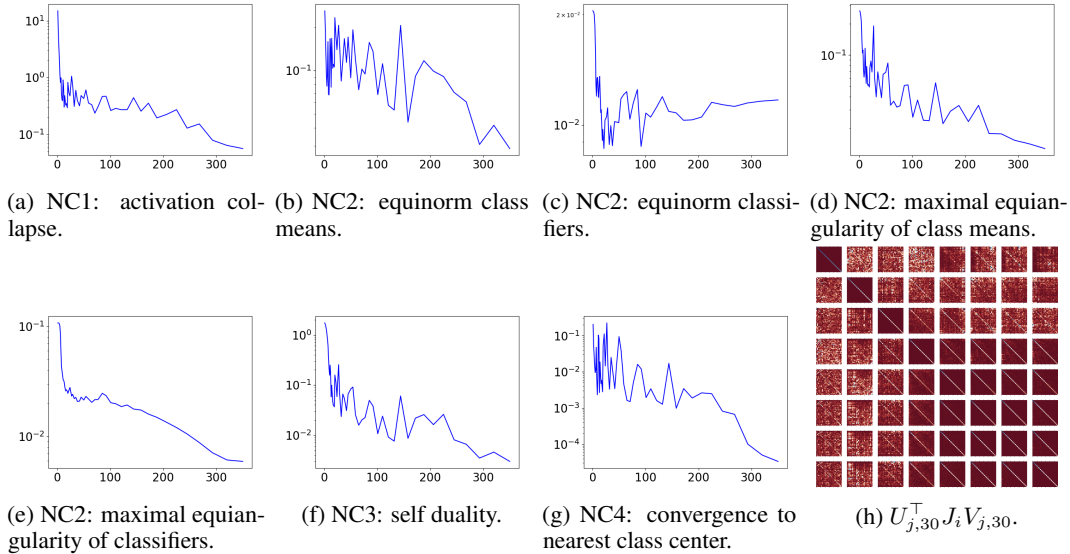 10^1
10^0
10^{-1}
0
100
200
300
10^{-1}
0
100
200
300
2 × 10^{-2}
10^{-2}
0
100
200
300
10^{-1}
0
100
200
300
(a) NC1: activation col-
lapse.
(b) NC2: equinorm class
means.
(c) NC2: equinorm classi-
fiers.
(d) NC2: maximal equian-
gularity of class means.
10^{-1}
10^{-2}
0
100
200
300
10^0
10^{-1}
10^{-2}
0
100
200
300
10^{-1}
10^{-2}
10^{-3}
10^{-4}
0
100
200
300
(e) NC2: maximal equian-
gularity of classifiers.
(f) NC3: self duality.
(g) NC4: convergence to
nearest class center.
(h) U_{j,30}^⊤ J_i V_{j,30}.